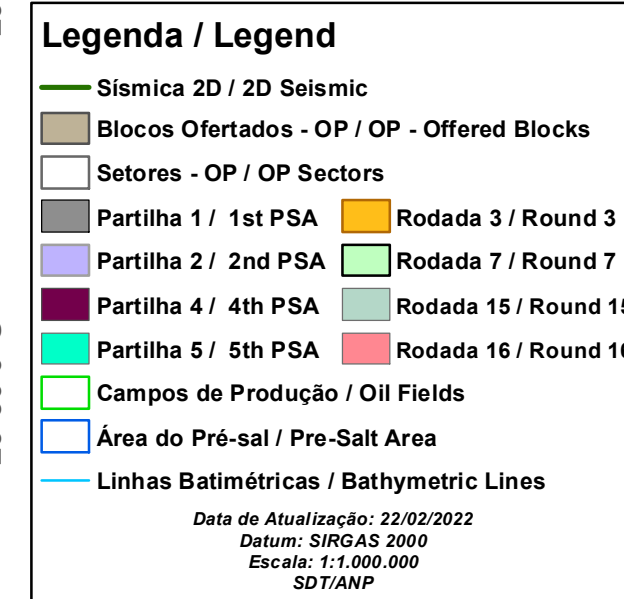 Legenda / Legend
Sísmica 2D / 2D Seismic
Blocos Ofertados - OP / OP - Offered Blocks
Setores - OP / OP Sectors
Partilha 1 / 1st PSA Rodada 3 / Round 3
Partilha 2 / 2nd PSA Rodada 7 / Round 7
Partilha 4 / 4th PSA Rodada 15 / Round 15
Partilha 5 / 5th PSA Rodada 16 / Round 16
Campos de Produção / Oil Fields
Área do Pré-sal / Pre-Salt Area
Linhas Batimétricas / Bathymetric Lines
Data de Atualização: 22/02/2022
Datum: SIRGAS 2000
Escala: 1:1.000.000
SDT/ANP